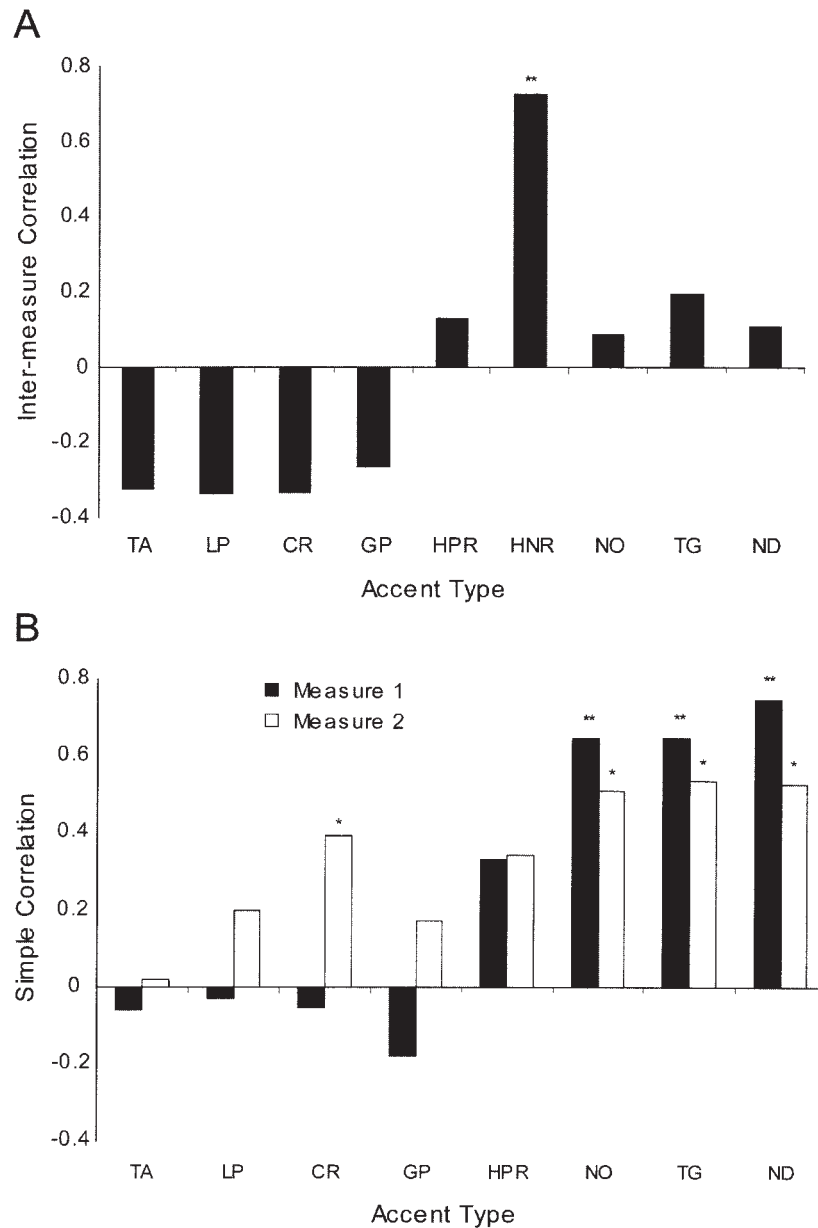 A
Inter-measure Correlation
0.8
0.6
0.4
0.2
0
-0.2
-0.4
**
TA LP CR GP HPR HNR NO TG ND
Accent Type
B
Simple Correlation
0.8
0.6
0.4
0.2
0
-0.2
-0.4
Measure 1
Measure 2
*
**
*
**
*
**
*
TA LP CR GP HPR NO TG ND
Accent Type